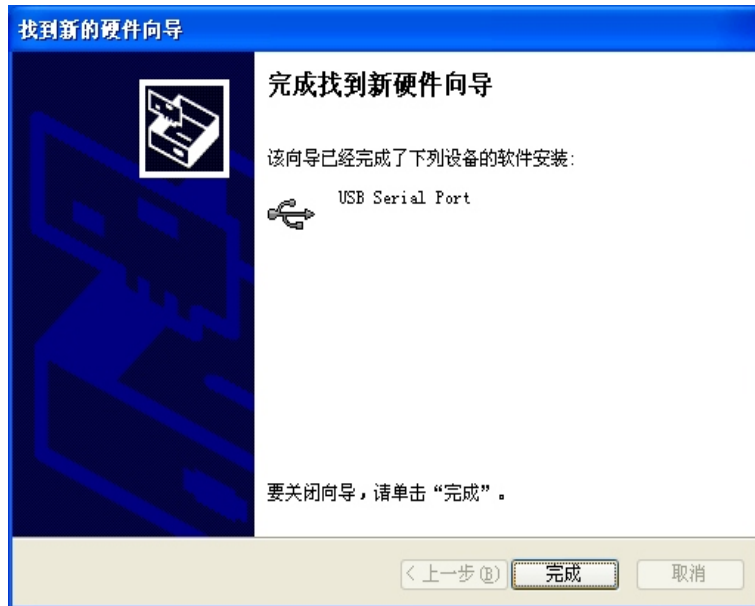 找到新的硬件向导
完成找到新硬件向导
该向导已经完成了下列设备的软件安装:
USB Serial Port
要关闭向导，请单击“完成”。
< 上一步(B)
完成
取消